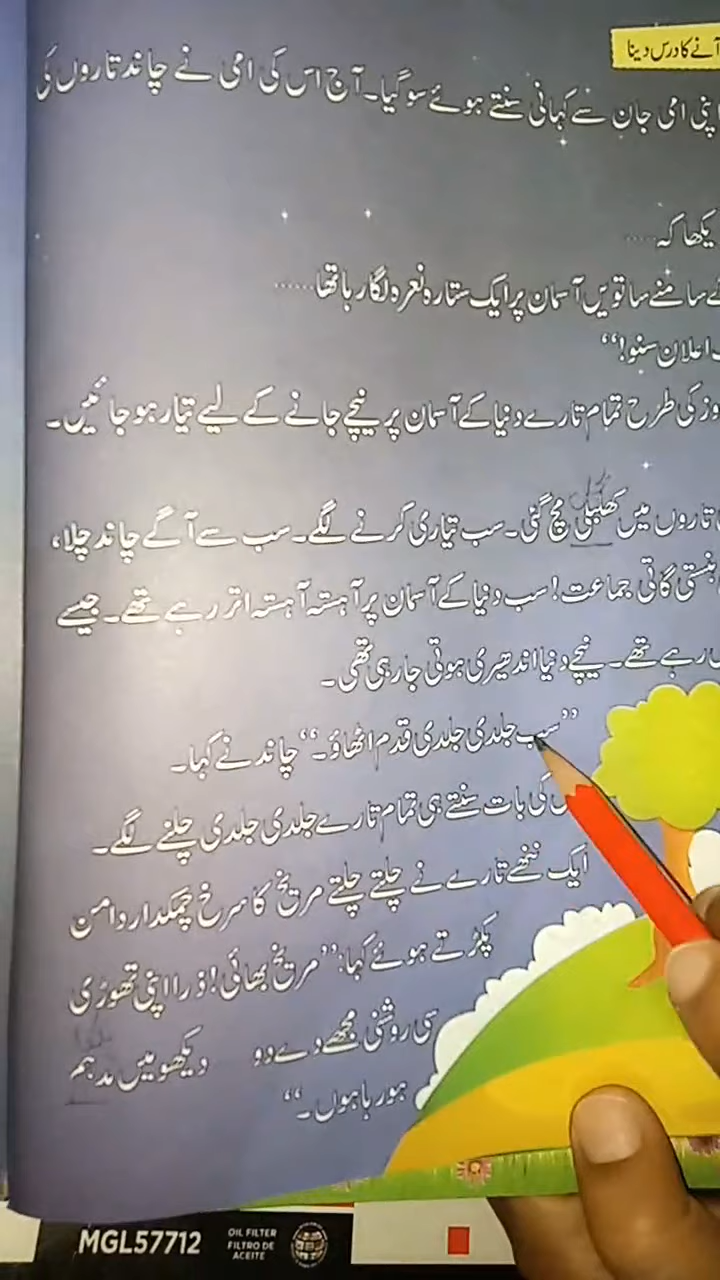 آنے کا درس دینا
اپنی امی جان سے کہانی سنتے ہوئے سو گیا۔ آج اس کی امی نے چاند تاروں کی
یکھا کہ .....
کے سامنے ساتویں آسمان پر ایک ستارہ نعرہ لگا رہا تھا ......
اعلان سنو!“
وز کی طرح تمام تارے دنیا کے آسمان پر نیچے جانے کے لیے تیار ہو جائیں۔
تاروں میں کھلبلی مچ گئی۔ سب تیاری کرنے لگے۔ سب سے آگے چاند چلا،
ہنستی گاتی جماعت! سب دنیا کے آسمان پر آہستہ آہستہ اتر رہے تھے۔ جیسے
رہے تھے۔ نیچے دنیا اندھیری ہوتی جا رہی تھی۔
”سب جلدی جلدی قدم اٹھاؤ۔“ چاند نے کہا۔
کی بات سنتے ہی تمام تارے جلدی جلدی چلنے لگے۔
ایک ننھے تارے نے چلتے چلتے مریخ کا سرخ چمکدار دامن
پکڑتے ہوئے کہا: ”مریخ بھائی! ذرا اپنی تھوڑی
سی روشنی مجھے دے دو دیکھو میں مدہم
ہو رہا ہوں۔“
MGL57712
OIL FILTER
FILTRO DE
ACEITE